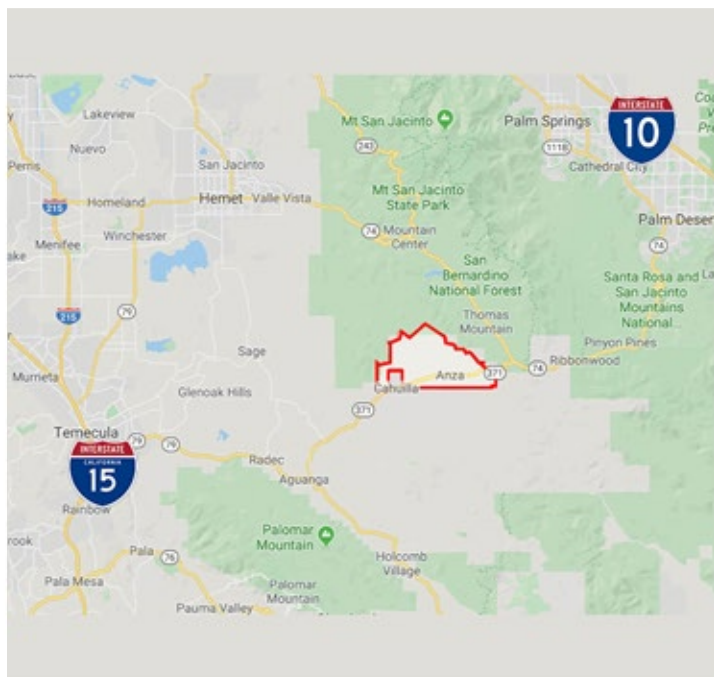 Lakeview
Mt San Jacinto
Palm Springs
INTERSTATE
10
Nuevo
243
1118
Perris
San Jacinto
Cathedral City
215
Homeland
Hemet
Valle Vista
Mt San Jacinto
State Park
Palm Deser
Winchester
74
Mountain
Center
74
Menifee
San
Bernardino
National Forest
Santa Rosa and
San Jacinto
Mountains
National...
La
79
215
Thomas
Mountain
Sage
Pinyon Pines
Ribbonwood
Murrieta
Anza
371
74
Glenoak Hills
Cahuilla
371
Temecula
79
79
INTERSTATE
CALIFORNIA
15
Radec
Aguanga
Rainbow
Palomar
Mountain
rook
Pala
76
Holcomb
Village
Pala Mesa
Palomar
Mountain
Pauma Valley